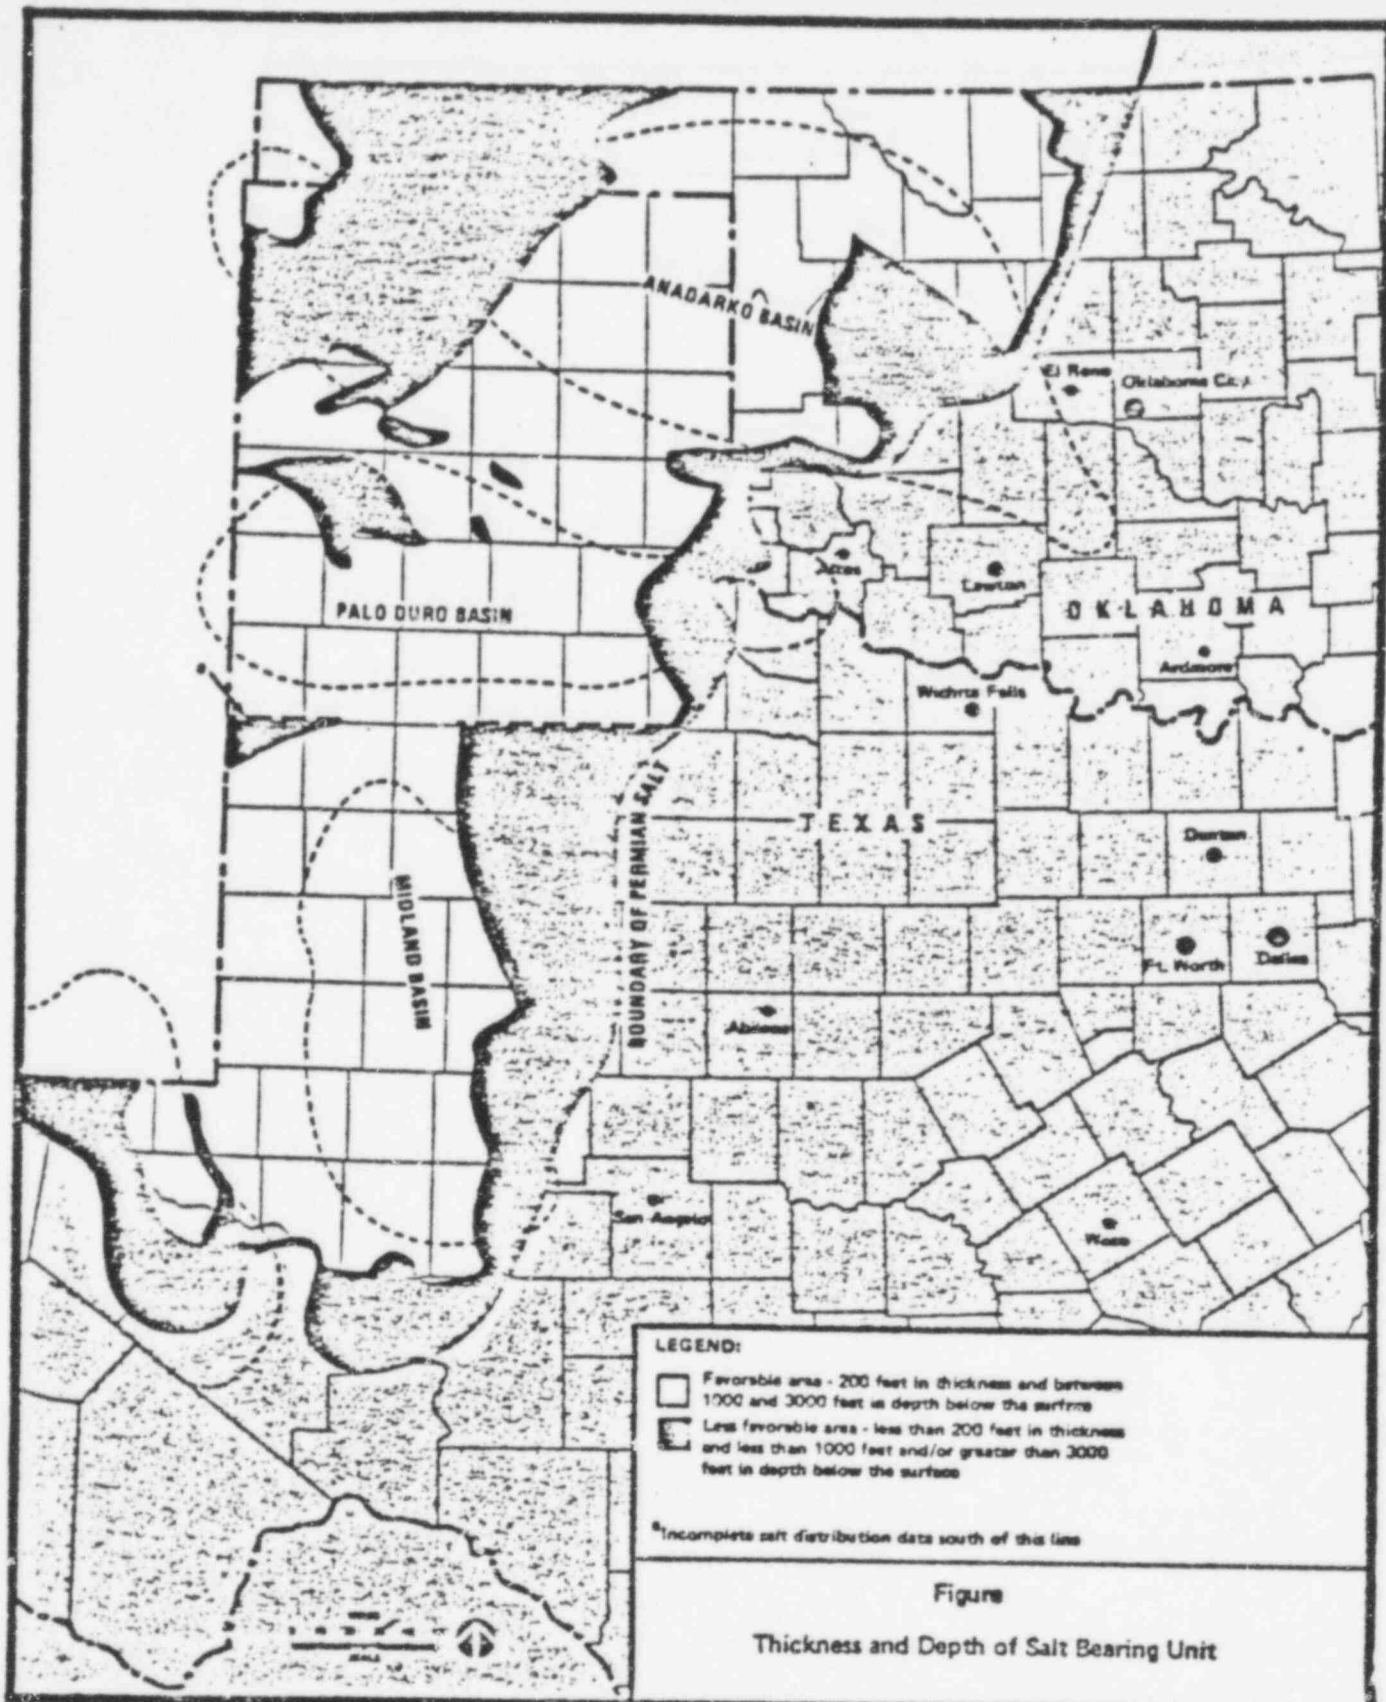 ANADARKO BASIN
El Reno
Oklahoma City
PALO DURO BASIN
Altus
Lawton
OKLAHOMA
Ardmore
Wichita Falls
BOUNDARY OF PERMIAN SALT
TEXAS
Denton
MIDLAND BASIN
Ft. Worth
Dallas
Abilene
San Angelo
Waco
LEGEND:
Favorable area - 200 feet in thickness and between
1000 and 3000 feet in depth below the surface
Less favorable area - less than 200 feet in thickness
and less than 1000 feet and/or greater than 3000
feet in depth below the surface
Incomplete salt distribution data south of this line
SCALE
Figure
Thickness and Depth of Salt Bearing Unit